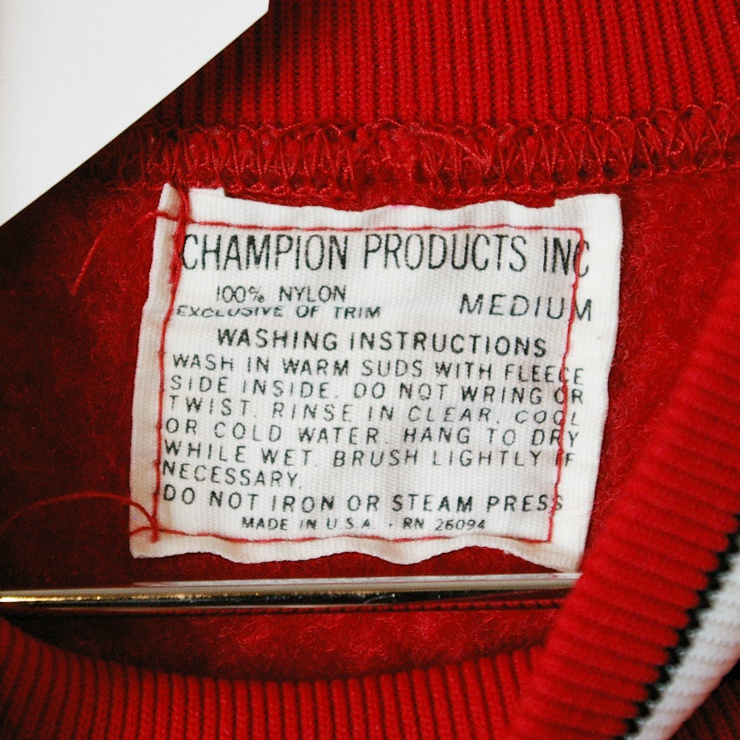 CHAMPION PRODUCTS INC
100% NYLON
EXCLUSIVE OF TRIM MEDIUM
WASHING INSTRUCTIONS
WASH IN WARM SUDS WITH FLEECE
SIDE INSIDE. DO NOT WRING OR
TWIST. RINSE IN CLEAR, COOL
OR COLD WATER. HANG TO DRY
WHILE WET. BRUSH LIGHTLY IF
NECESSARY.
DO NOT IRON OR STEAM PRESS
MADE IN U.S.A. - RN 26094